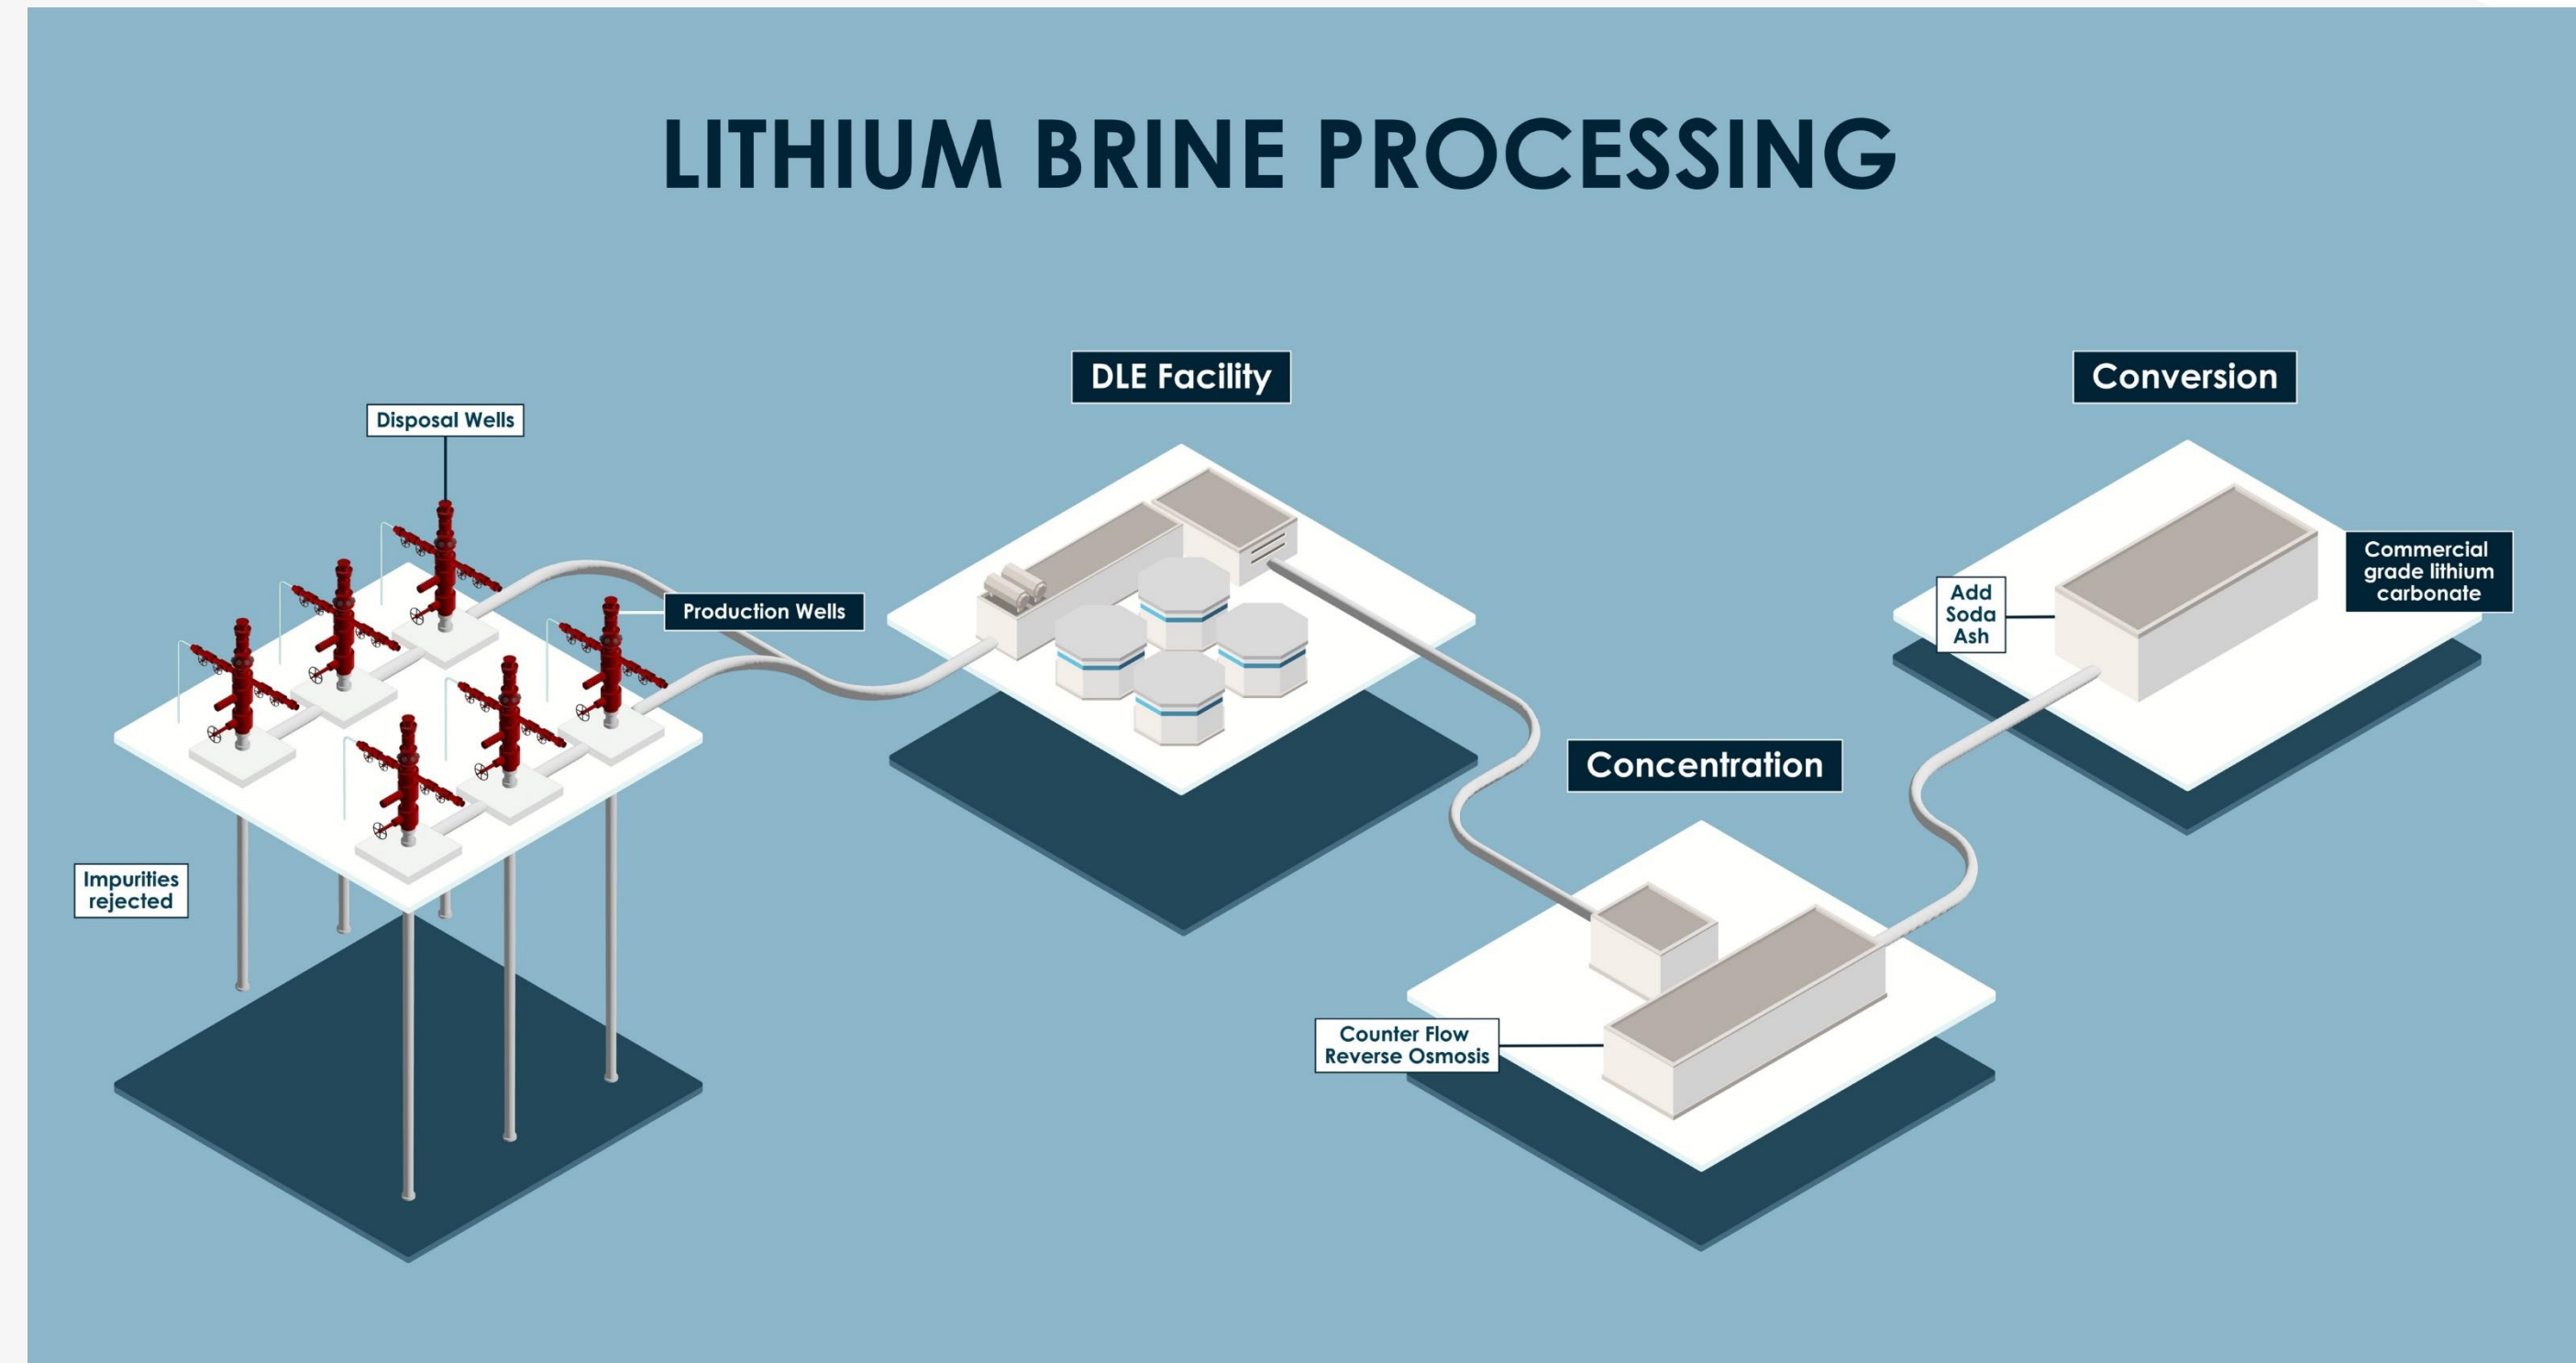 LITHIUM BRINE PROCESSING
DLE Facility
Conversion
Disposal Wells
Production Wells
Commercial
grade lithium
carbonate
Add
Soda
Ash
Concentration
Impurities
rejected
Counter Flow
Reverse Osmosis